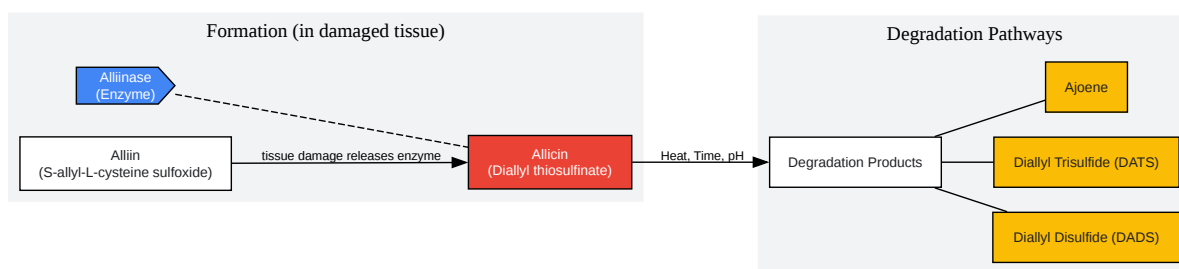 Formation (in damaged tissue)
Alliinase
(Enzyme)
Alliin
(S-allyl-L-cysteine sulfoxide)
tissue damage releases enzyme
Allicin
(Diallyl thiosulfinate)
Heat, Time, pH
Degradation Pathways
Degradation Products
Ajoene
Diallyl Trisulfide (DATS)
Diallyl Disulfide (DADS)